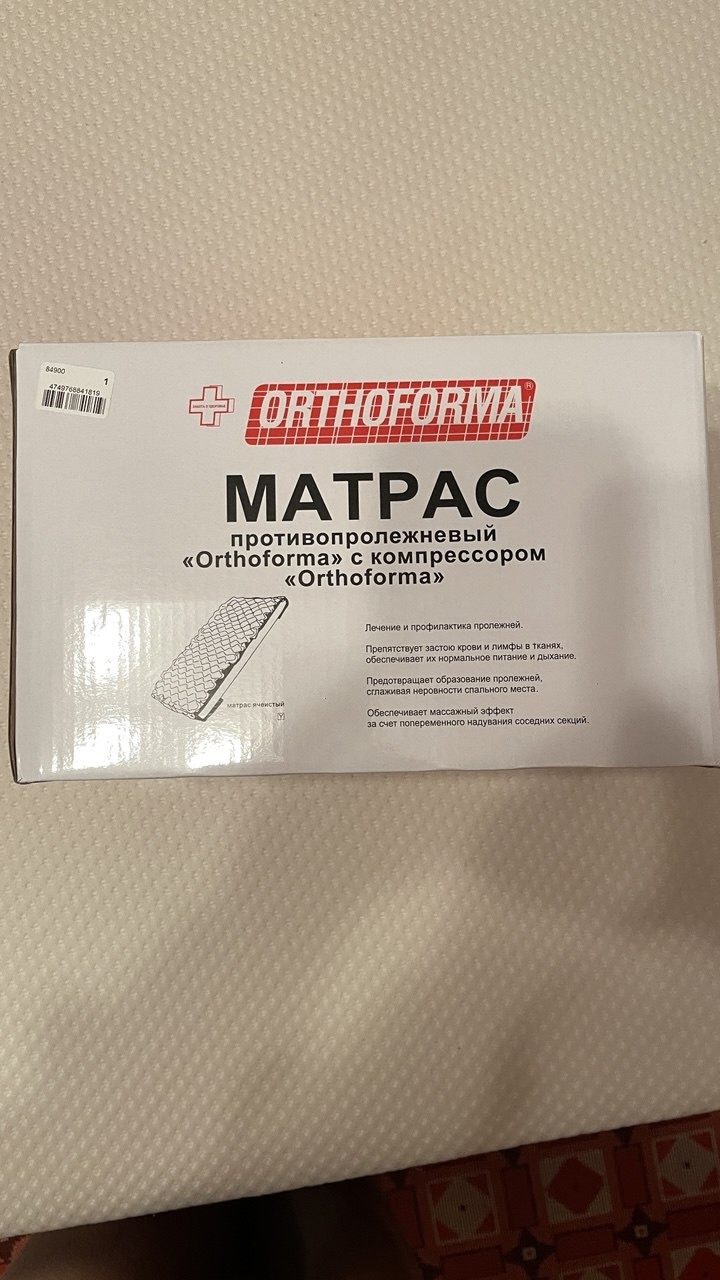 84900
1
4749768841819
ORTHOFORMA®
МАТРАС
противопролежневый
«Orthoforma» с компрессором
«Orthoforma»
Лечение и профилактика пролежней.
Препятствует застою крови и лимфы в тканях,
обеспечивает их нормальное питание и дыхание.
Предотвращает образование пролежней,
сглаживая неровности спального места.
матрас ячеистый
Обеспечивает массажный эффект
за счет попеременного надувания соседних секций.